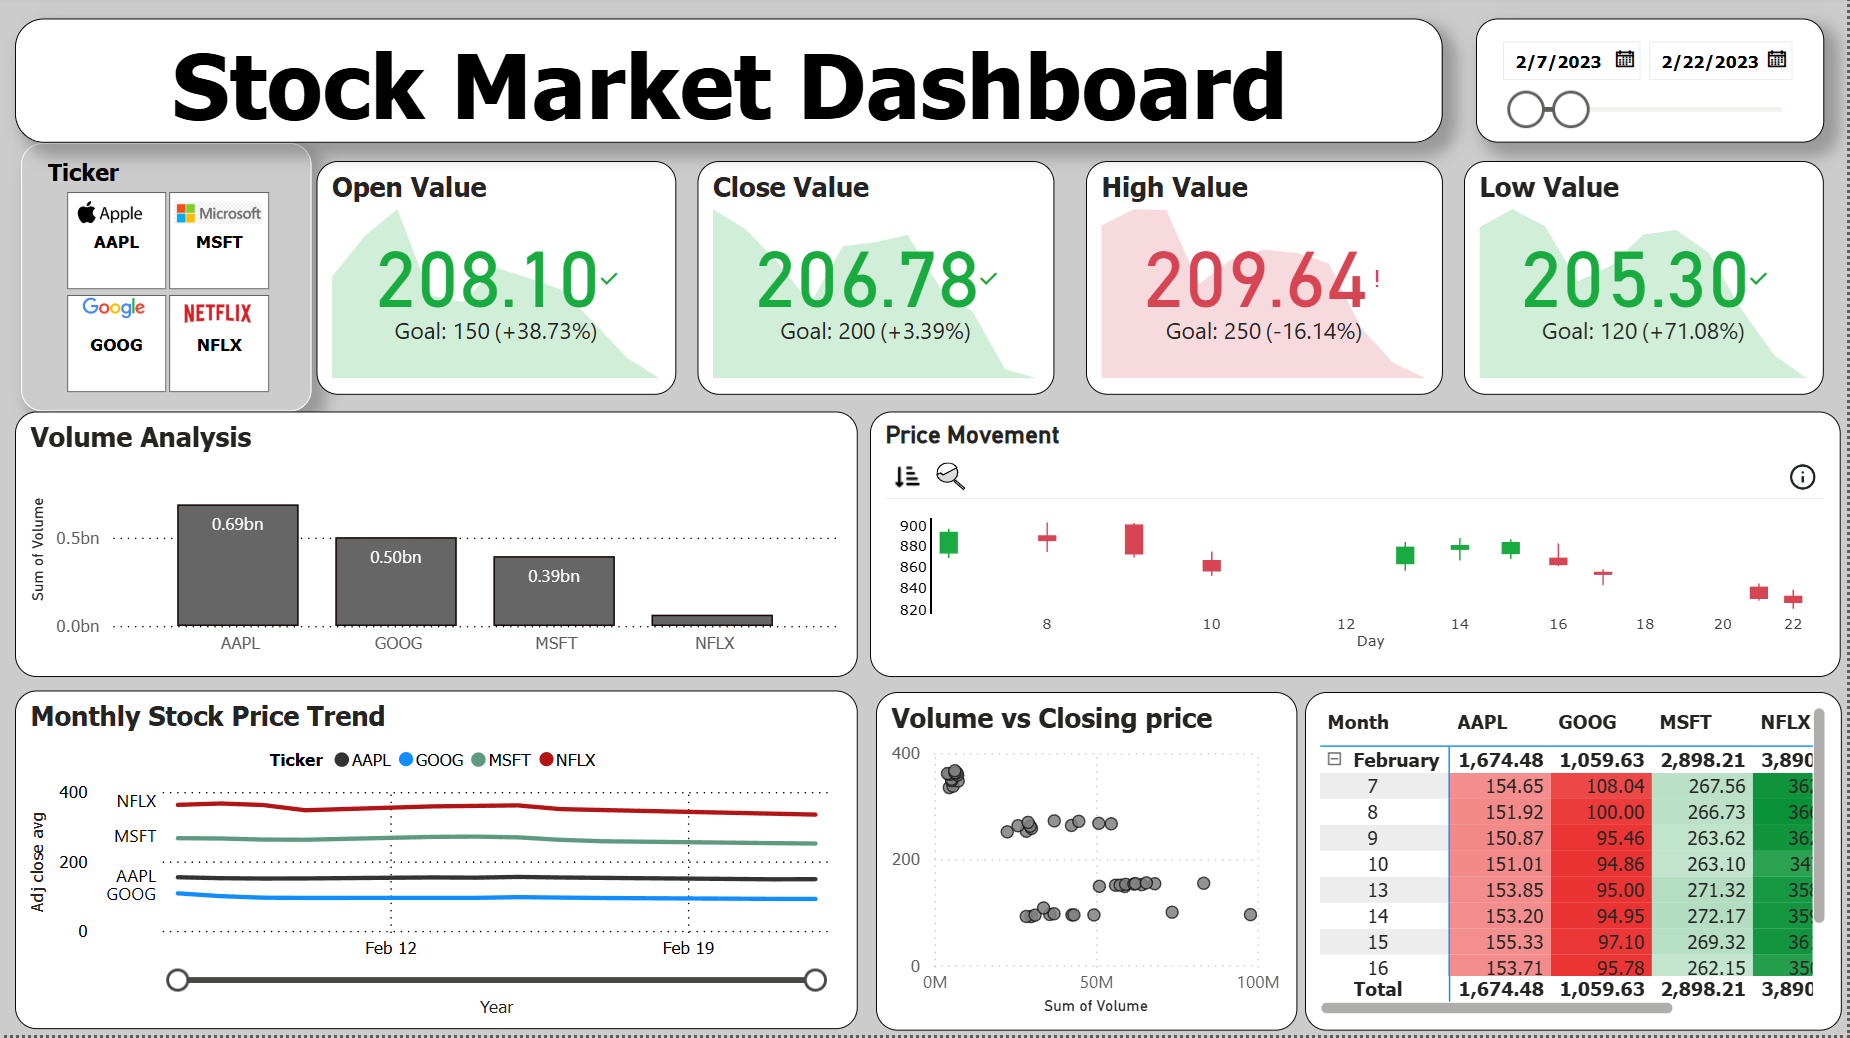 Stock Market Dashboard
2/7/2023 2/22/2023
Ticker
Apple
AAPL
Microsoft
MSFT
Google
GOOG
NETFLIX
NFLX
Open Value
208.10
Goal: 150 (+38.73%)
Close Value
206.78
Goal: 200 (+3.39%)
High Value
209.64!
Goal: 250 (-16.14%)
Low Value
205.30
Goal: 120 (+71.08%)
Volume Analysis
Sum of Volume
0.5bn
0.0bn
0.69bn
0.50bn
0.39bn
AAPL GOOG MSFT NFLX
Price Movement
900
880
860
840
820
8 10 12 14 16 18 20 22
Day
Monthly Stock Price Trend
Ticker AAPL GOOG MSFT NFLX
Adj close avg
400
200
0
NFLX
MSFT
AAPL
GOOG
Feb 12 Feb 19
Year
Volume vs Closing price
400
200
0
0M 50M 100M
Sum of Volume
Month AAPL GOOG MSFT NFLX
February 1,674.48 1,059.63 2,898.21 3,890
7 154.65 108.04 267.56 362
8 151.92 100.00 266.73 366
9 150.87 95.46 263.62 362
10 151.01 94.86 263.10 34
13 153.85 95.00 271.32 358
14 153.20 94.95 272.17 359
15 155.33 97.10 269.32 361
16 153.71 95.78 262.15 350
Total 1,674.48 1,059.63 2,898.21 3,890